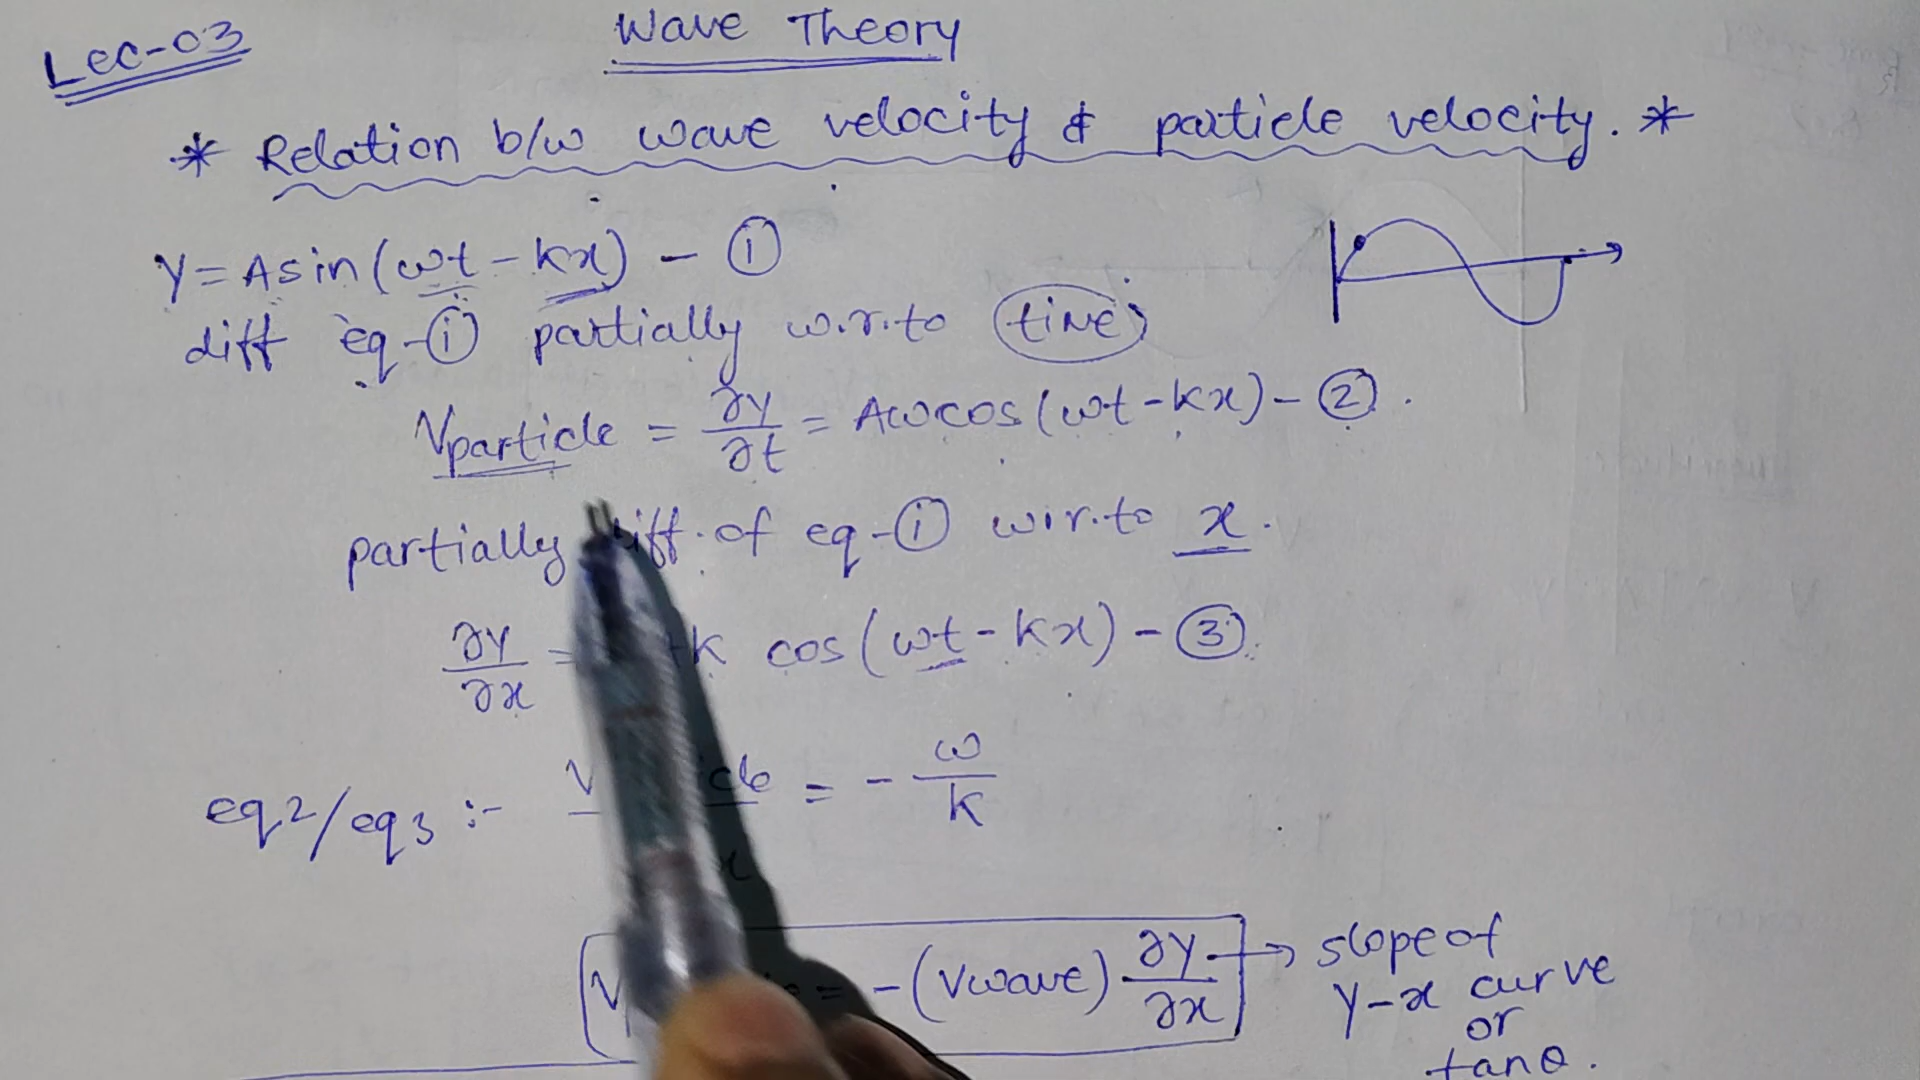 Lec-03
Wave Theory
* Relation b/w wave velocity & particle velocity. *
y = A sin(ωt - kx) - ①
diff eq-① partially w.r.to time
Vparticle = ∂y/∂t = Aω cos(ωt - kx) - ②.
partially diff. of eq-① w.r.to x.
∂y/∂x = k cos(ωt - kx) - ③.
eq2/eq3 :- = - ω/k
= -(Vwave) ∂y/∂x → slope of
y-x curve
or
tanθ.